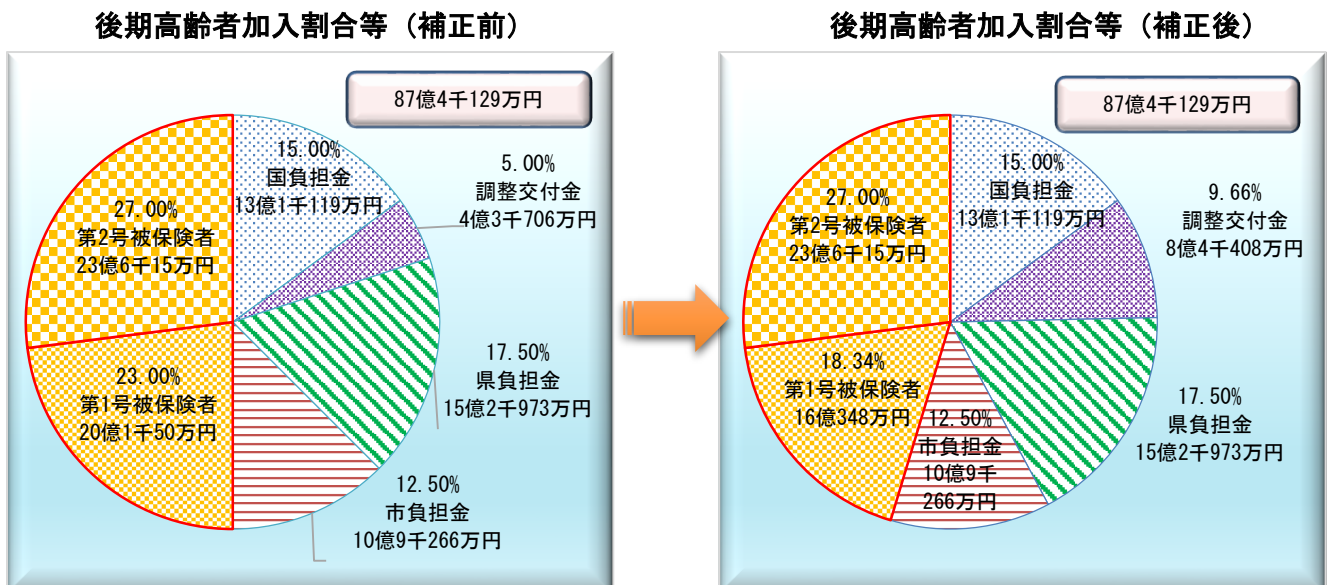 後期高齢者加入割合等（補正前）
87億4千129万円
15.00%
国負担金
13億1千119万円
5.00%
調整交付金
4億3千706万円
17.50%
県負担金
15億2千973万円
12.50%
市負担金
10億9千266万円
23.00%
第1号被保険者
20億1千50万円
27.00%
第2号被保険者
23億6千15万円
後期高齢者加入割合等（補正後）
87億4千129万円
15.00%
国負担金
13億1千119万円
9.66%
調整交付金
8億4千408万円
17.50%
県負担金
15億2千973万円
12.50%
市負担金
10億9千
266万円
18.34%
第1号被保険者
16億348万円
27.00%
第2号被保険者
23億6千15万円